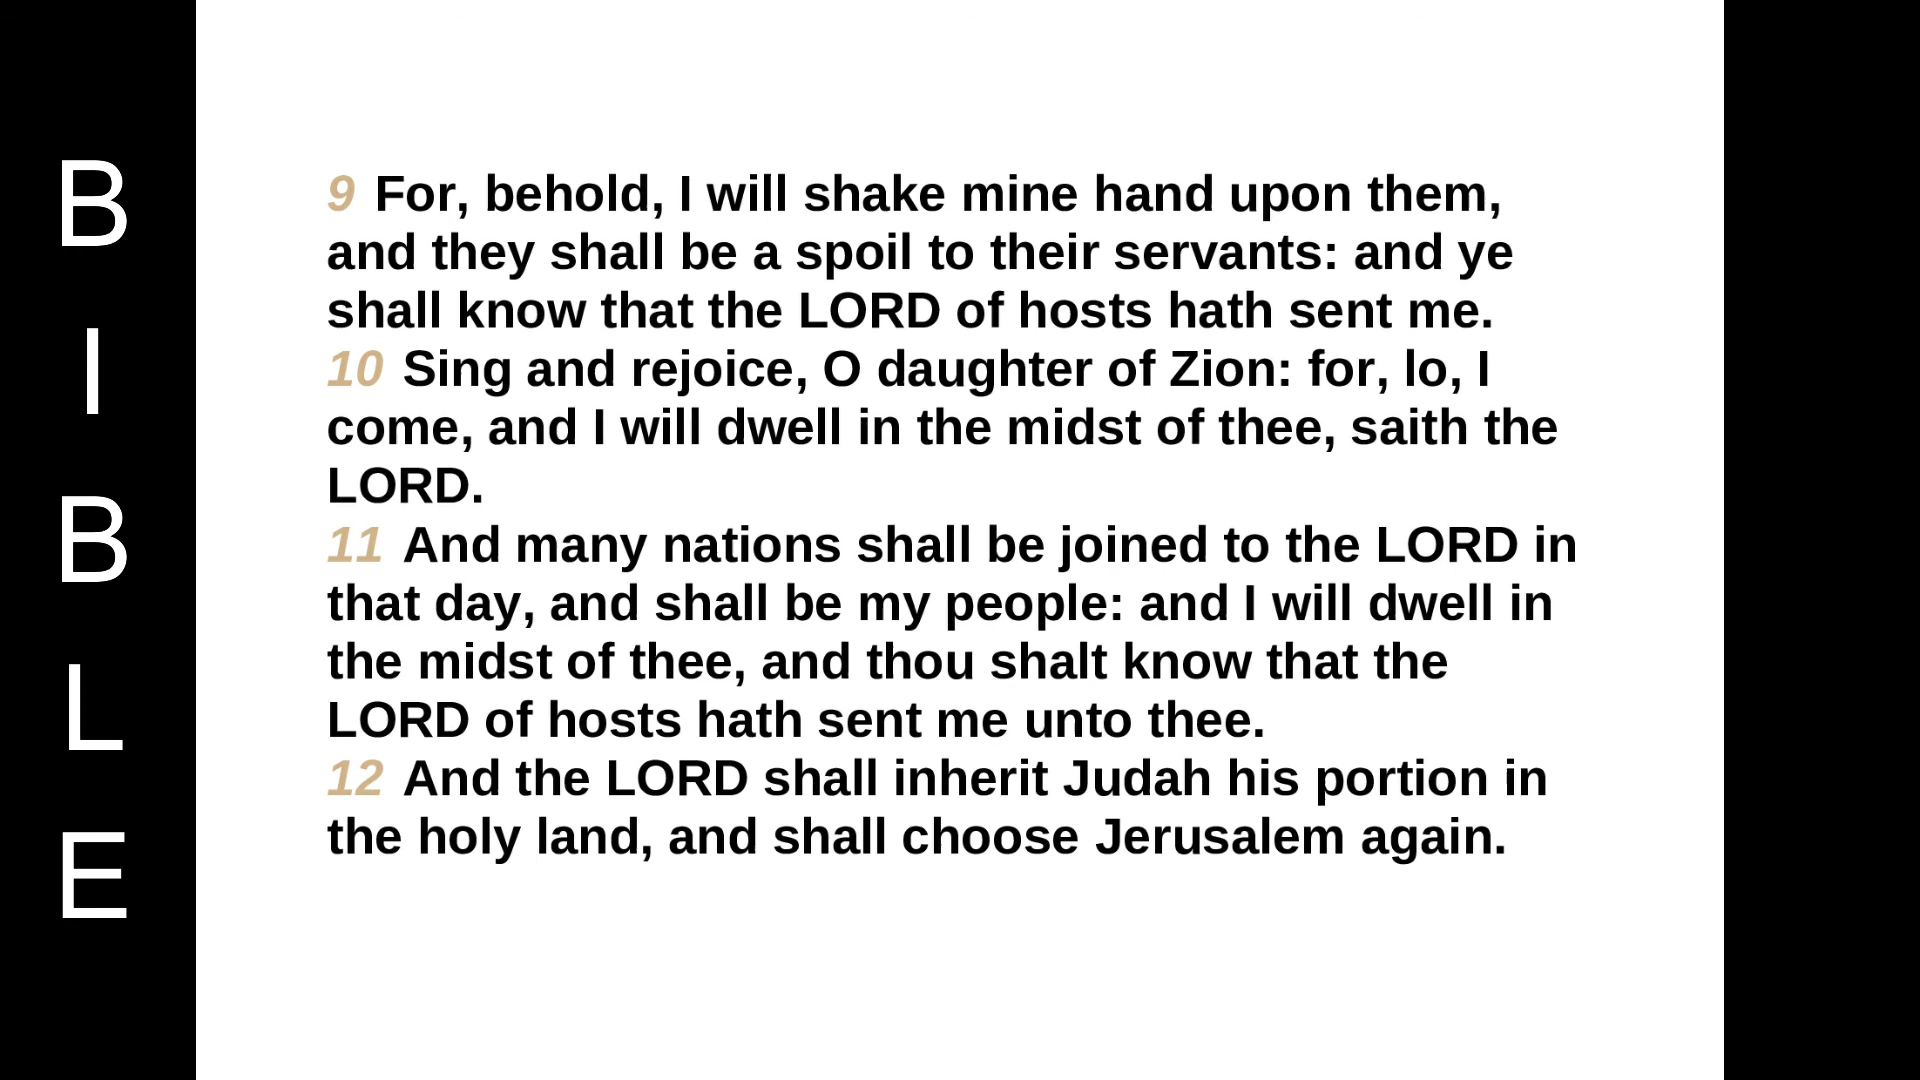 B
I
B
L
E
9 For, behold, I will shake mine hand upon them,
and they shall be a spoil to their servants: and ye
shall know that the LORD of hosts hath sent me.
10 Sing and rejoice, O daughter of Zion: for, lo, I
come, and I will dwell in the midst of thee, saith the
LORD.
11 And many nations shall be joined to the LORD in
that day, and shall be my people: and I will dwell in
the midst of thee, and thou shalt know that the
LORD of hosts hath sent me unto thee.
12 And the LORD shall inherit Judah his portion in
the holy land, and shall choose Jerusalem again.